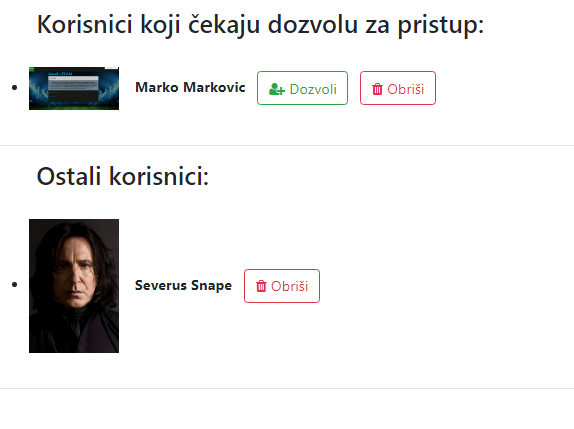 Korisnici koji čekaju dozvolu za pristup:
Marko Markovic Dozvoli Obriši
Ostali korisnici:
Severus Snape Obriši